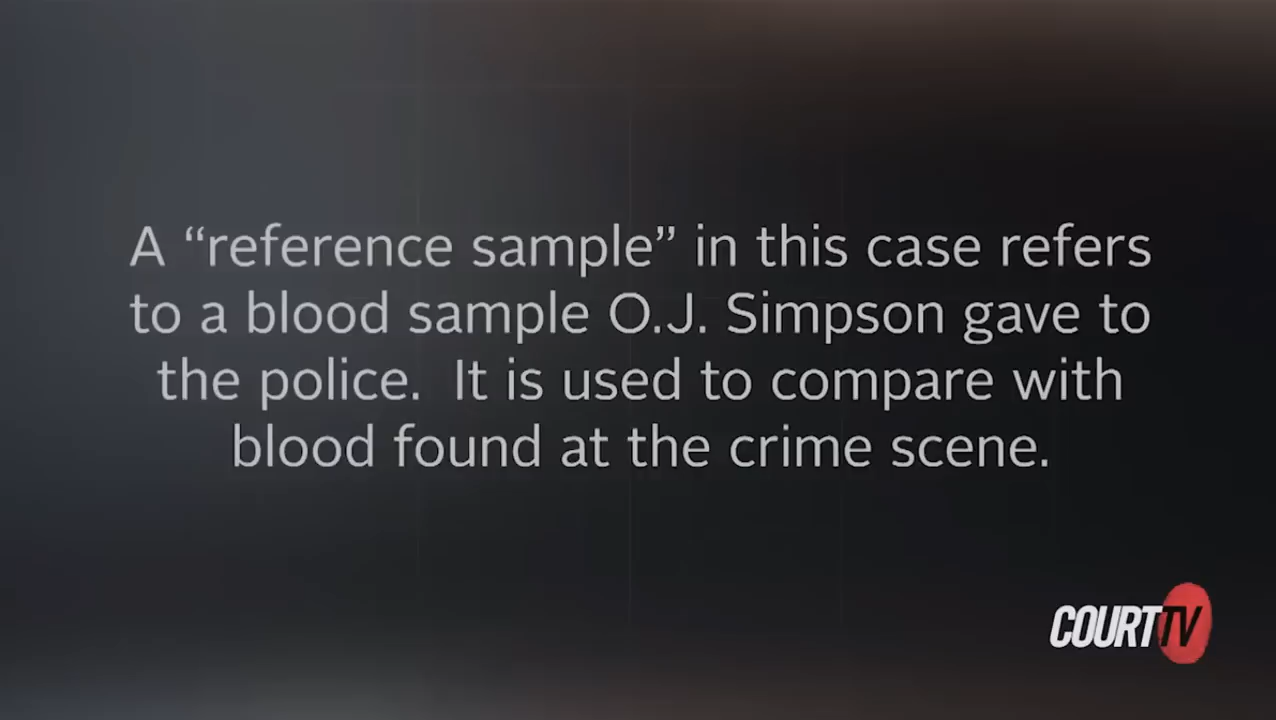 A “reference sample” in this case refers
to a blood sample O.J. Simpson gave to
the police.  It is used to compare with
blood found at the crime scene.
COURT TV